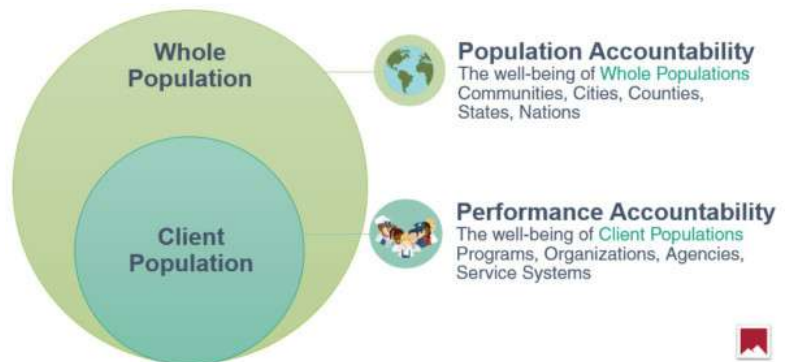 Whole
Population
Population Accountability
The well-being of Whole Populations
Communities, Cities, Counties,
States, Nations
Client
Population
Performance Accountability
The well-being of Client Populations
Programs, Organizations, Agencies,
Service Systems